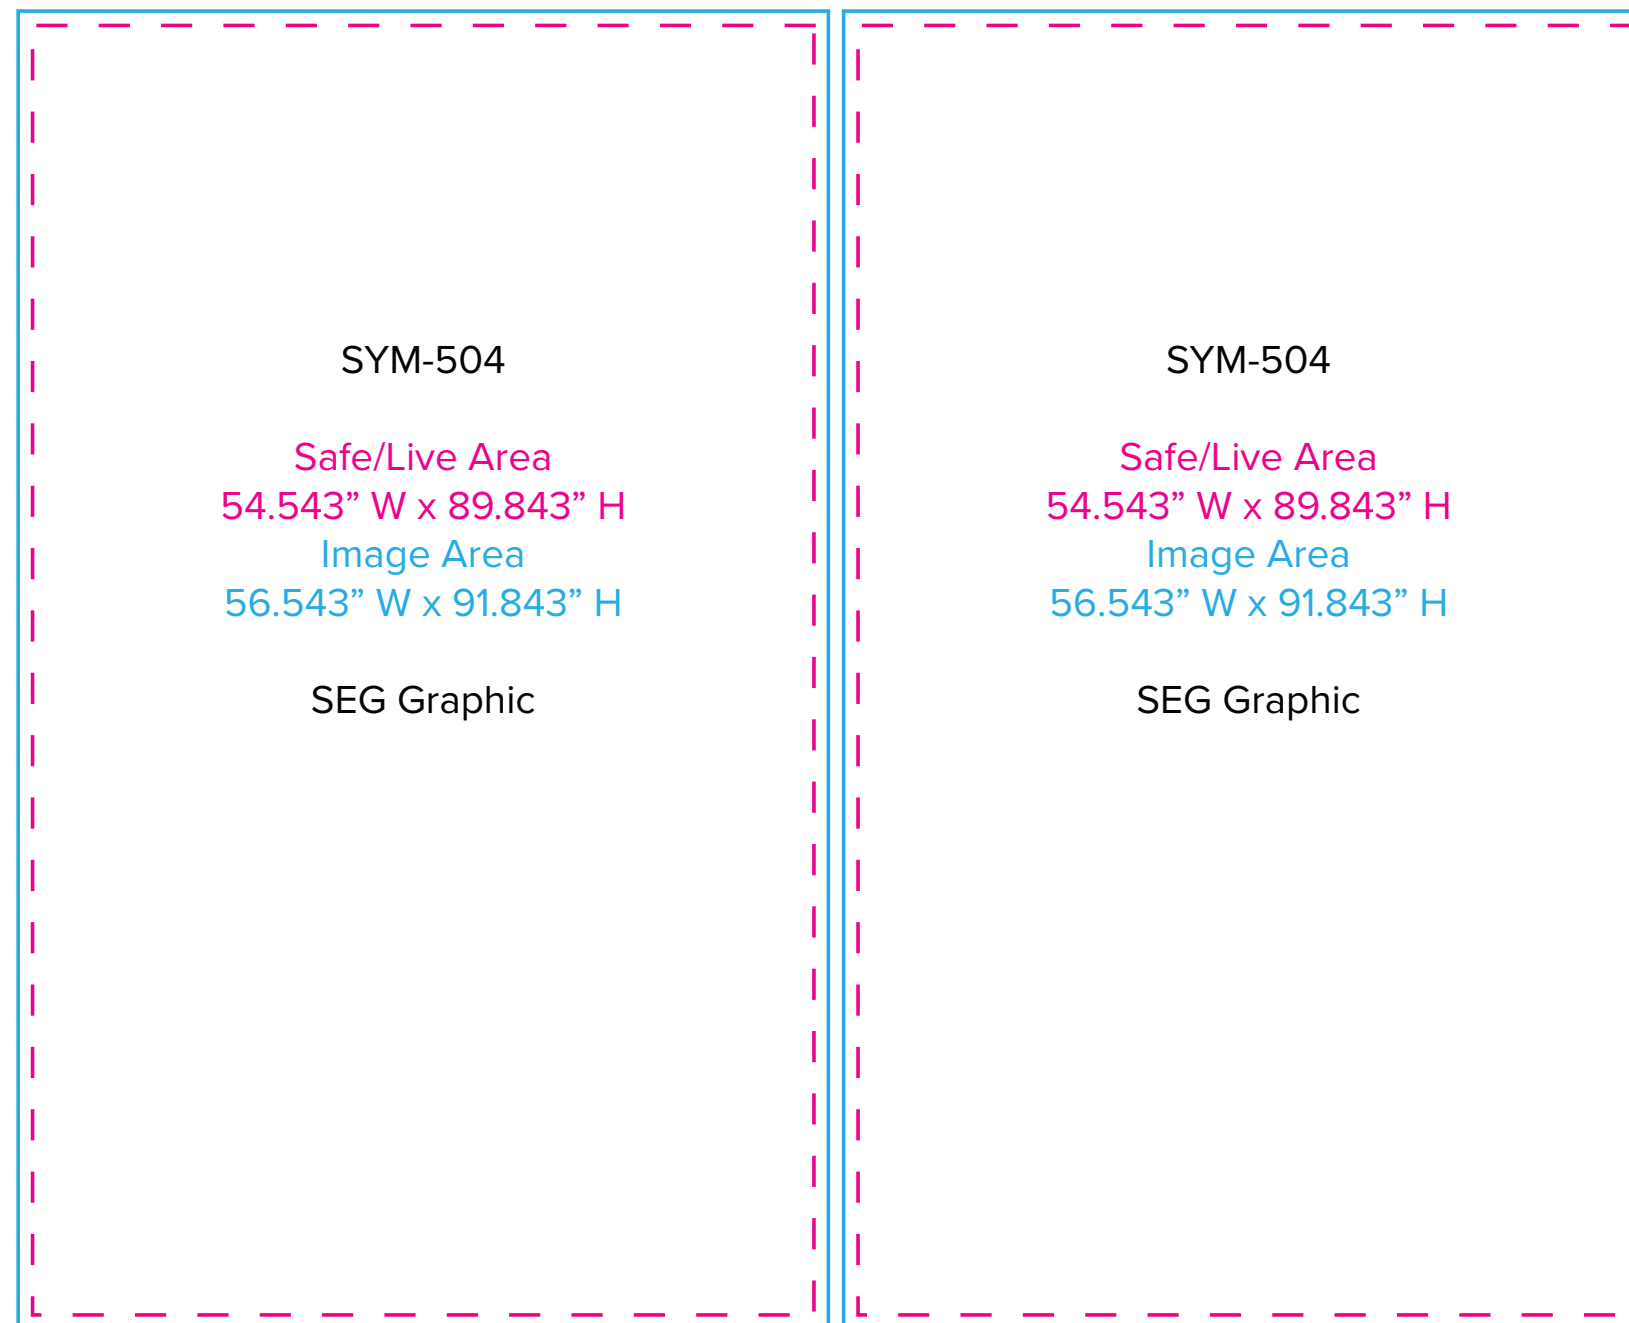 SYM-504
Safe/Live Area
54.543” W x 89.843” H
Image Area
56.543” W x 91.843” H
SEG Graphic
SYM-504
Safe/Live Area
54.543” W x 89.843” H
Image Area
56.543” W x 91.843” H
SEG Graphic